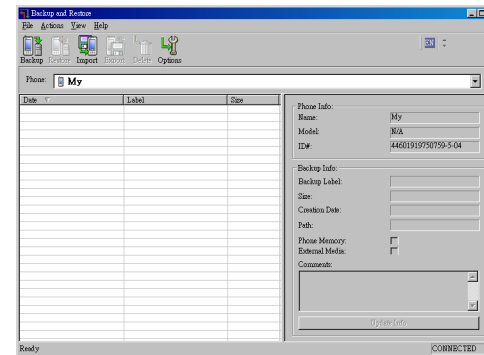 Backup and Restore
File Actions View Help
Backup Restore Import Export Delete Options
EN
Phone: My
Date Label Size
Phone Info:
Name: My
Model: N/A
ID#: 44601919750759-5-04
Backup Info:
Backup Label:
Size:
Creation Date:
Path:
Phone Memory:
External Media:
Comments:
Update Info
Ready CONNECTED